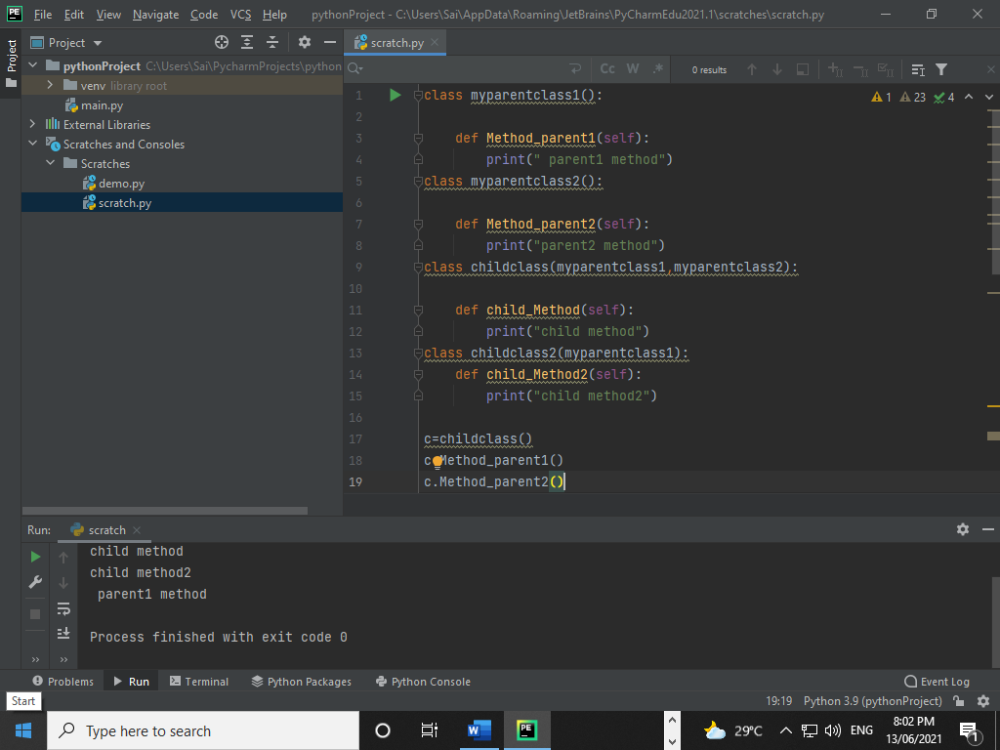 PE File Edit View Navigate Code VCS Help pythonProject - C:\Users\Sai\AppData\Roaming\JetBrains\PyCharmEdu2021.1\scratches\scratch.py
Project
Project
scratch.py
pythonProject C:\Users\Sai\PycharmProjects\python
venv library root
main.py
External Libraries
Scratches and Consoles
Scratches
demo.py
scratch.py
Cc W .* 0 results
1 class myparentclass1():
1 23 4
2
3 def Method_parent1(self):
4 print(" parent1 method")
5 class myparentclass2():
6
7 def Method_parent2(self):
8 print("parent2 method")
9 class childclass(myparentclass1,myparentclass2):
10
11 def child_Method(self):
12 print("child method")
13 class childclass2(myparentclass1):
14 def child_Method2(self):
15 print("child method2")
16
17 c=childclass()
18 c.Method_parent1()
19 c.Method_parent2()
Run: scratch
child method
child method2
 parent1 method
Process finished with exit code 0
Problems Run Terminal Python Packages Python Console Event Log
19:19 Python 3.9 (pythonProject)
Start
Type here to search
W PE
29°C
ENG
8:02 PM
13/06/2021
1